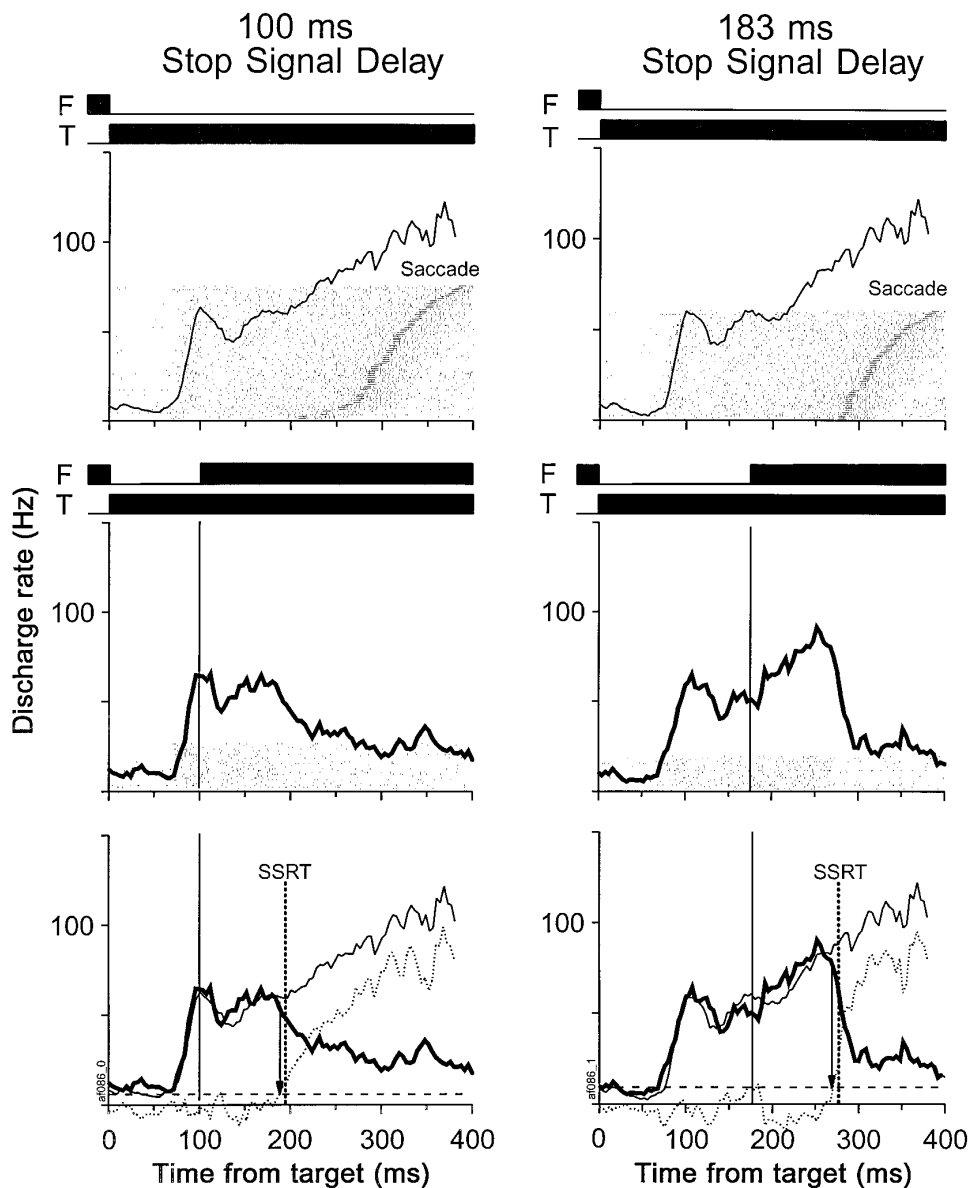 100 ms
Stop Signal Delay
183 ms
Stop Signal Delay
F
T
F
T
100
Saccade
100
Saccade
F
T
F
T
Discharge rate (Hz)
100
100
SSRT
SSRT
100
100
af086_0
af086_1
0 100 200 300 400
0 100 200 300 400
Time from target (ms)
Time from target (ms)